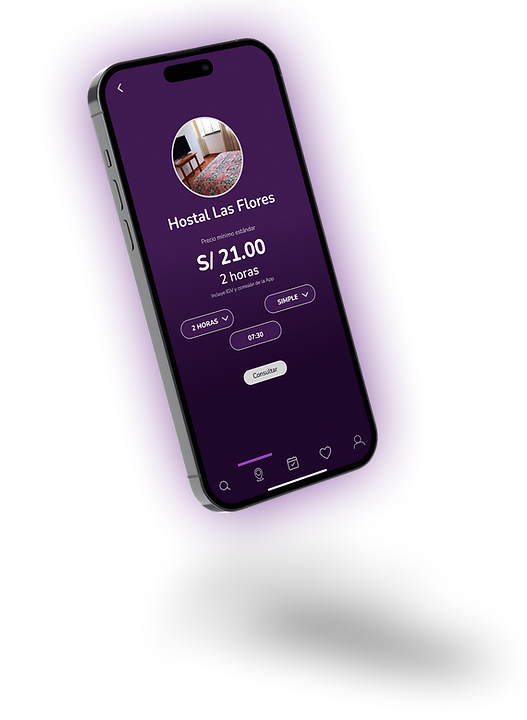 Hostal Las Flores
Precio mínimo estándar
S/ 21.00
2 horas
Incluye IGV y comisión de la App
2 HORAS
SIMPLE
07:30
Consultar